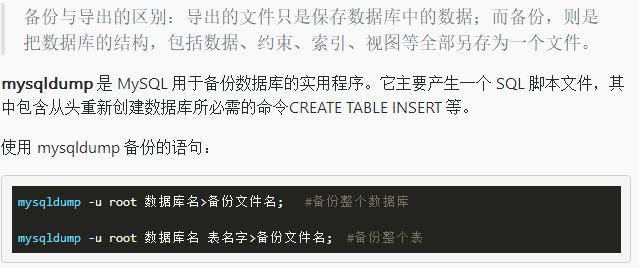 备份与导出的区别：导出的文件只是保存数据库中的数据；而备份，则是
把数据库的结构，包括数据、约束、索引、视图等全部另存为一个文件。
mysqldump 是 MySQL 用于备份数据库的实用程序。它主要产生一个 SQL 脚本文件，其
中包含从头重新创建数据库所必需的命令CREATE TABLE INSERT 等。
使用 mysqldump 备份的语句：
mysqldump -u root 数据库名>备份文件名;   #备份整个数据库
mysqldump -u root 数据库名 表名字>备份文件名;  #备份整个表